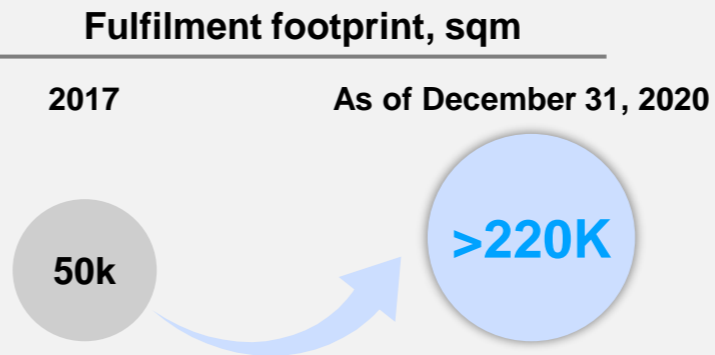 Fulfilment footprint, sqm
2017
As of December 31, 2020
50k
>220K